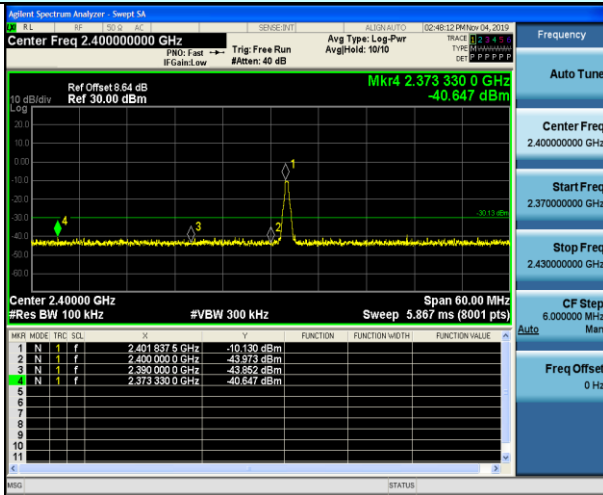 Agilent Spectrum Analyzer - Swept SA
RL RF 50 Ω AC SENSE:INT ALIGNAUTO 02:48:12 PM Nov 04, 2019
Center Freq 2.400000000 GHz
PNO: Fast
IFGain:Low
Trig: Free Run
#Atten: 40 dB
Avg Type: Log-Pwr
Avg|Hold: 10/10
TRACE 1 2 3 4 5 6
TYPE M
DET P P P P P P
Ref Offset 8.64 dB
10 dB/div Ref 30.00 dBm
Log
Mkr4 2.373 330 0 GHz
-40.647 dBm
20.0
10.0
0.00
-10.0
-20.0
-30.0
-40.0
-50.0
-60.0
1
2
3
4
-30.13 dBm
Center 2.40000 GHz Span 60.00 MHz
#Res BW 100 kHz #VBW 300 kHz Sweep 5.867 ms (8001 pts)
MKR MODE TRC SCL X Y FUNCTION FUNCTION WIDTH FUNCTION VALUE
1 N 1 f 2.401 837 5 GHz -10.130 dBm
2 N 1 f 2.400 000 0 GHz -43.973 dBm
3 N 1 f 2.390 000 0 GHz -43.852 dBm
4 N 1 f 2.373 330 0 GHz -40.647 dBm
5
6
7
8
9
10
11
MSG STATUS
Frequency
Auto Tune
Center Freq
2.400000000 GHz
Start Freq
2.370000000 GHz
Stop Freq
2.430000000 GHz
CF Step
6.000000 MHz
Auto Man
Freq Offset
0 Hz